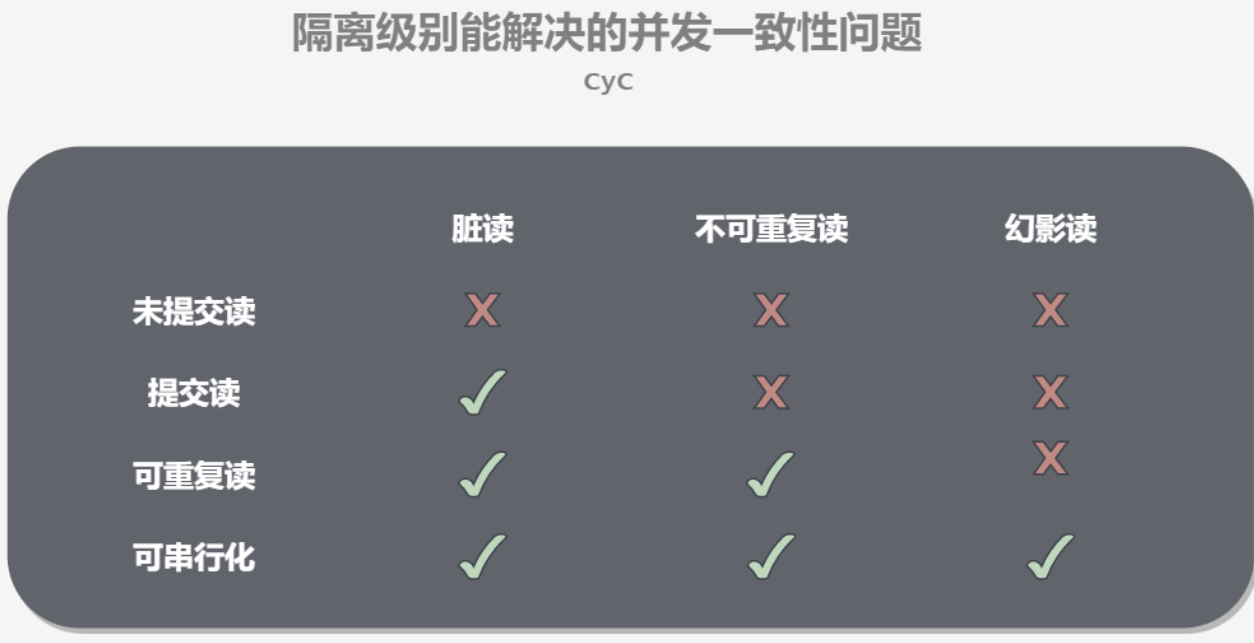 隔离级别能解决的并发一致性问题
CyC
脏读 不可重复读 幻影读
未提交读 X X X
提交读 ✓ X X
可重复读 ✓ ✓ X
可串行化 ✓ ✓ ✓